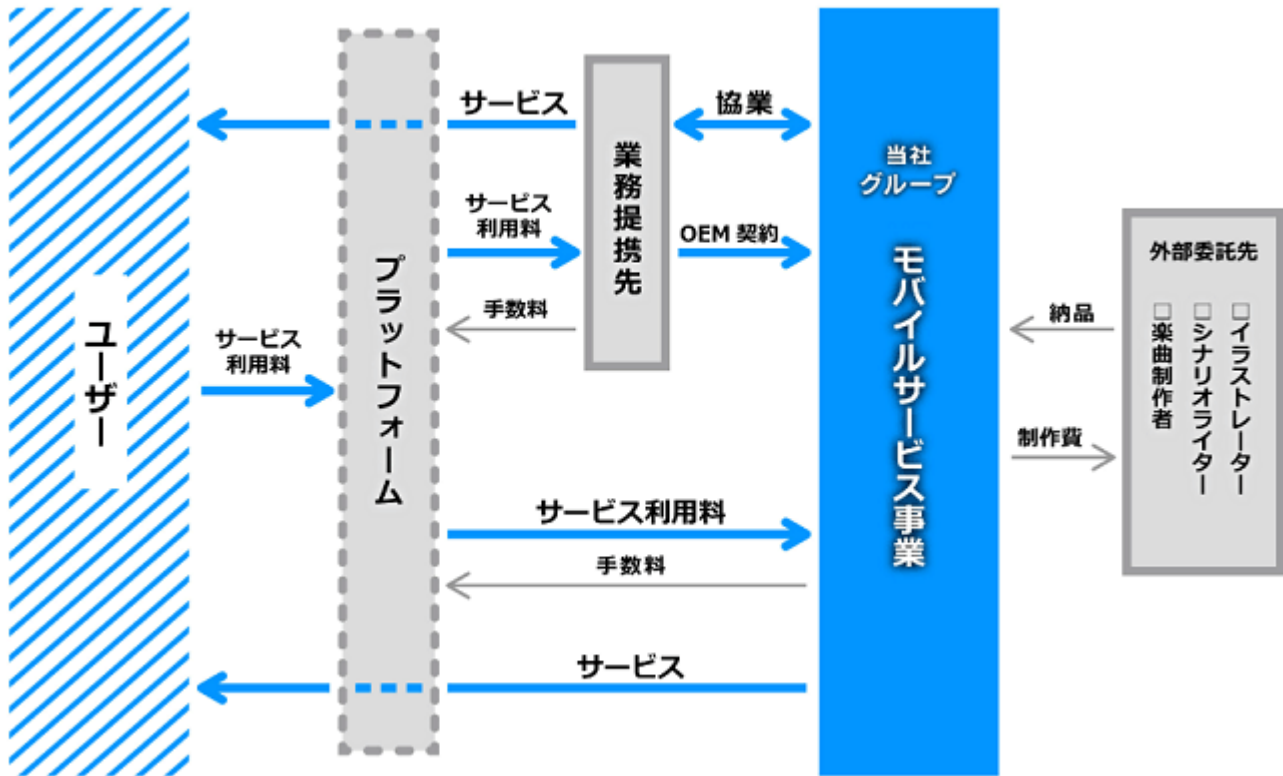 ユーザー
サービス
利用料
プラットフォーム
サービス
サービス
利用料
手数料
業務提携先
協業
OEM 契約
サービス利用料
手数料
サービス
当社
グループ
モバイルサービス事業
納品
制作費
外部委託先
□イラストレーター
□シナリオライター
□楽曲制作者